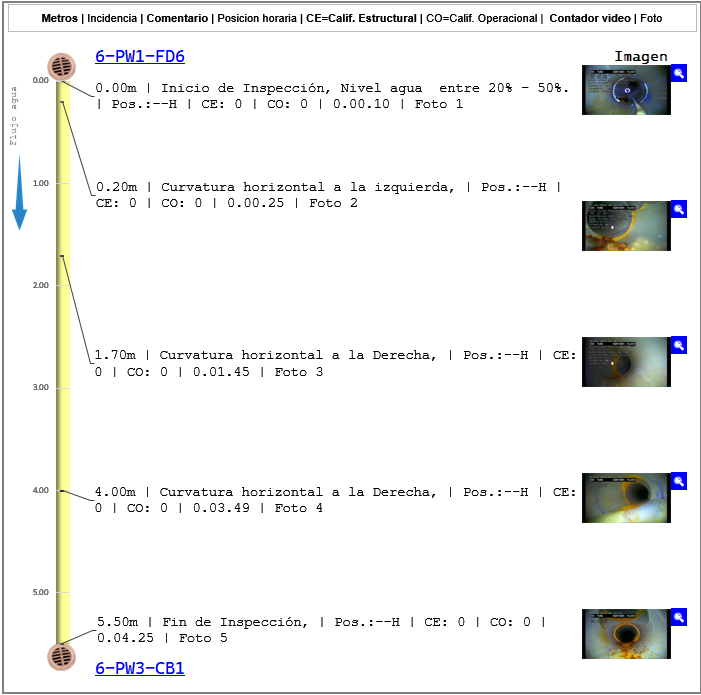 Metros | Incidencia | Comentario | Posicion horaria | CE=Calif. Estructural | CO=Calif. Operacional | Contador video | Foto
6-PW1-FD6
Imagen
0.00
0.00m | Inicio de Inspección, Nivel agua entre 20% - 50%.
| Pos.:--H | CE: 0 | CO: 0 | 0.00.10 | Foto 1
Flujo agua
1.00
0.20m | Curvatura horizontal a la izquierda, | Pos.:--H |
CE: 0 | CO: 0 | 0.00.25 | Foto 2
2.00
1.70m | Curvatura horizontal a la Derecha, | Pos.:--H | CE:
0 | CO: 0 | 0.01.45 | Foto 3
3.00
4.00
4.00m | Curvatura horizontal a la Derecha, | Pos.:--H | CE:
0 | CO: 0 | 0.03.49 | Foto 4
5.00
5.50m | Fin de Inspección, | Pos.:--H | CE: 0 | CO: 0 |
0.04.25 | Foto 5
6-PW3-CB1